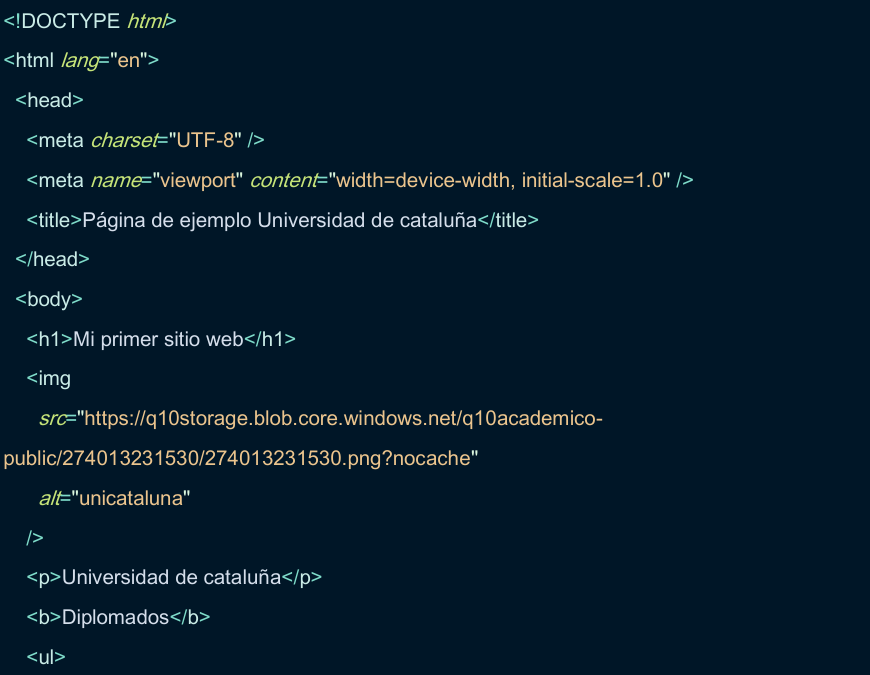 <!DOCTYPE html>
<html lang="en">
<head>
<meta charset="UTF-8" />
<meta name="viewport" content="width=device-width, initial-scale=1.0" />
<title>Página de ejemplo Universidad de cataluña</title>
</head>
<body>
<h1>Mi primer sitio web</h1>
<img
src="https://q10storage.blob.core.windows.net/q10academico-
public/274013231530/274013231530.png?nocache"
alt="unicataluna"
/>
<p>Universidad de cataluña</p>
<b>Diplomados</b>
<ul>